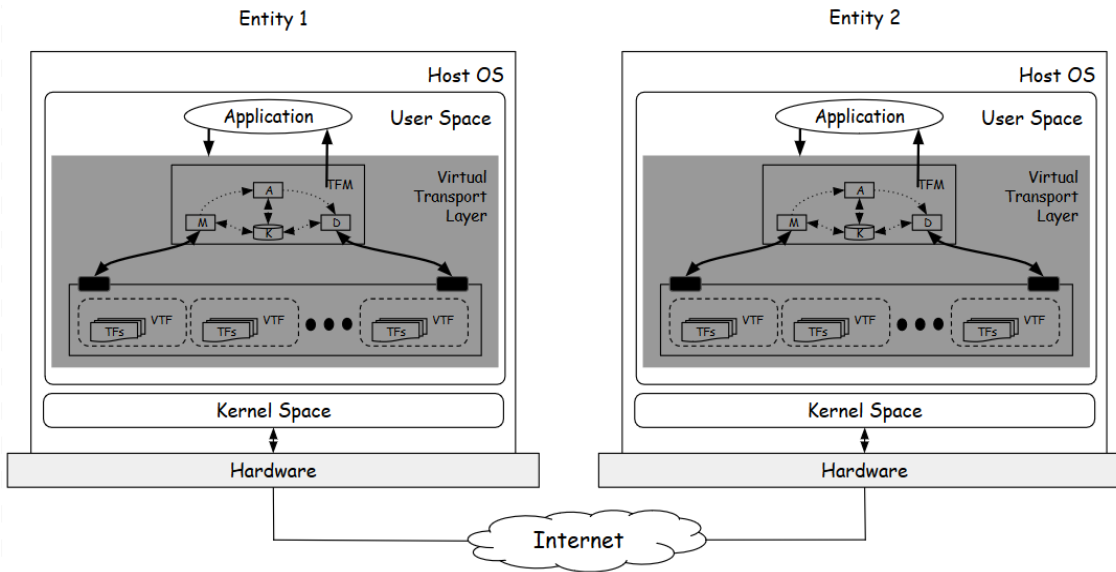 Entity 1
Host OS
Application
User Space
Virtual
Transport
Layer
TFM
A
M
D
K
VTF
TFs
VTF
TFs
VTF
TFs
Kernel Space
Hardware
Entity 2
Host OS
Application
User Space
Virtual
Transport
Layer
TFM
A
M
D
K
VTF
TFs
VTF
TFs
VTF
TFs
Kernel Space
Hardware
Internet